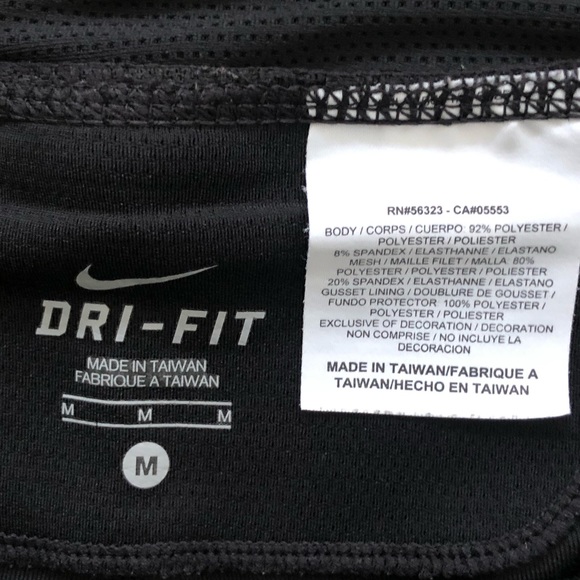 DRI-FIT
MADE IN TAIWAN
FABRIQUE A TAIWAN
M M M
M
RN#56323 - CA#05553
BODY / CORPS / CUERPO: 92% POLYESTER /
POLYESTER / POLIESTER
8% SPANDEX / ELASTHANNE / ELASTANO
MESH / MAILLE FILET / MALLA: 80%
POLYESTER / POLYESTER / POLIESTER
20% SPANDEX / ELASTHANNE / ELASTANO
GUSSET LINING / DOUBLURE DE GOUSSET /
FUNDO PROTECTOR: 100% POLYESTER /
POLYESTER / POLIESTER
EXCLUSIVE OF DECORATION / DECORATION
NON COMPRISE / NO INCLUYE LA
DECORACION
MADE IN TAIWAN/FABRIQUE A
TAIWAN/HECHO EN TAIWAN